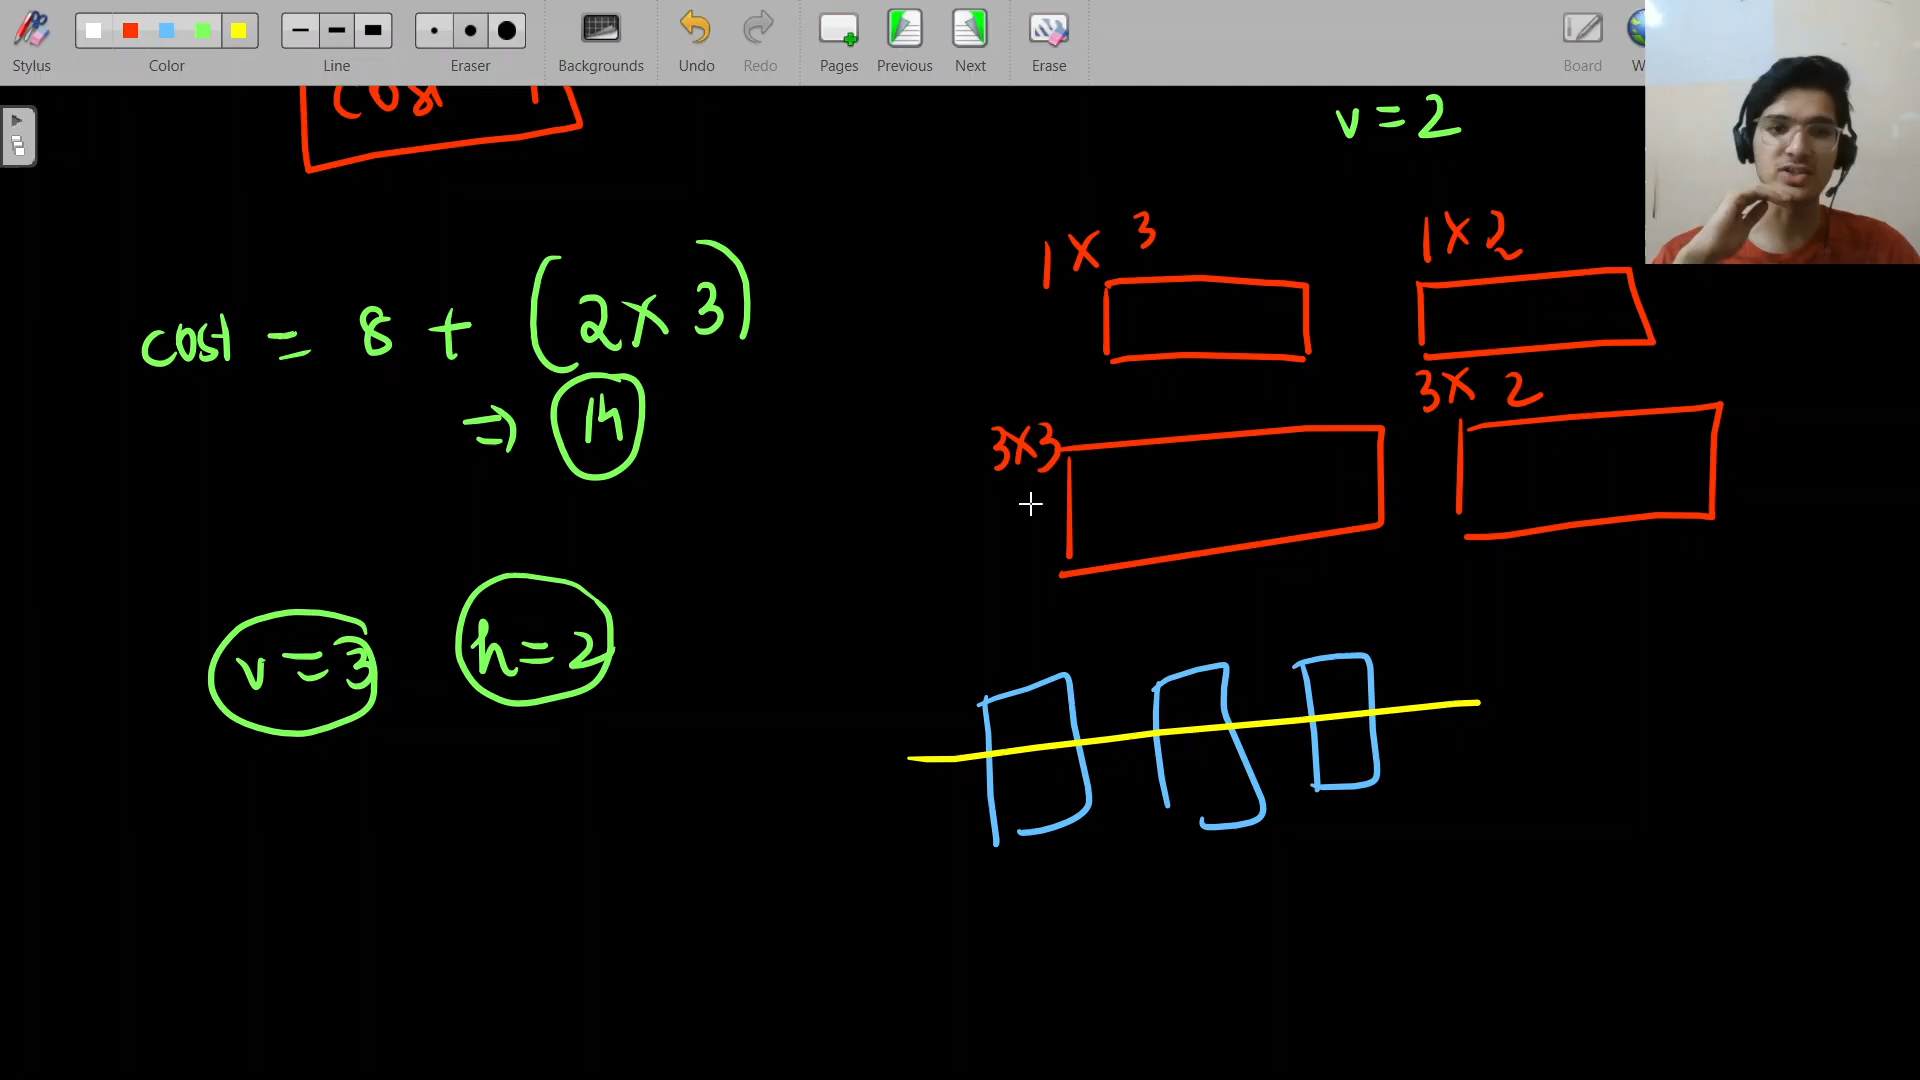 Stylus
Color
Line
Eraser
Backgrounds
Undo
Redo
Pages
Previous
Next
Erase
Board
W
cost
v = 2
1 X 3
1 X 2
cost = 8 + (2 X 3)
⇒ 14
3 X 2
3X3
v = 3
h = 2